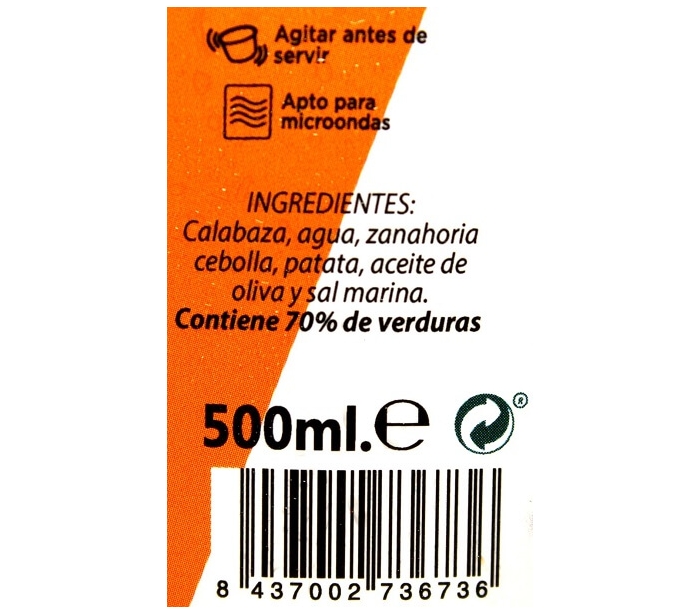 Agitar antes de
servir
Apto para
microondas
INGREDIENTES:
Calabaza, agua, zanahoria
cebolla, patata, aceite de
oliva y sal marina.
Contiene 70% de verduras
500ml.℮
®
8 437002 736736